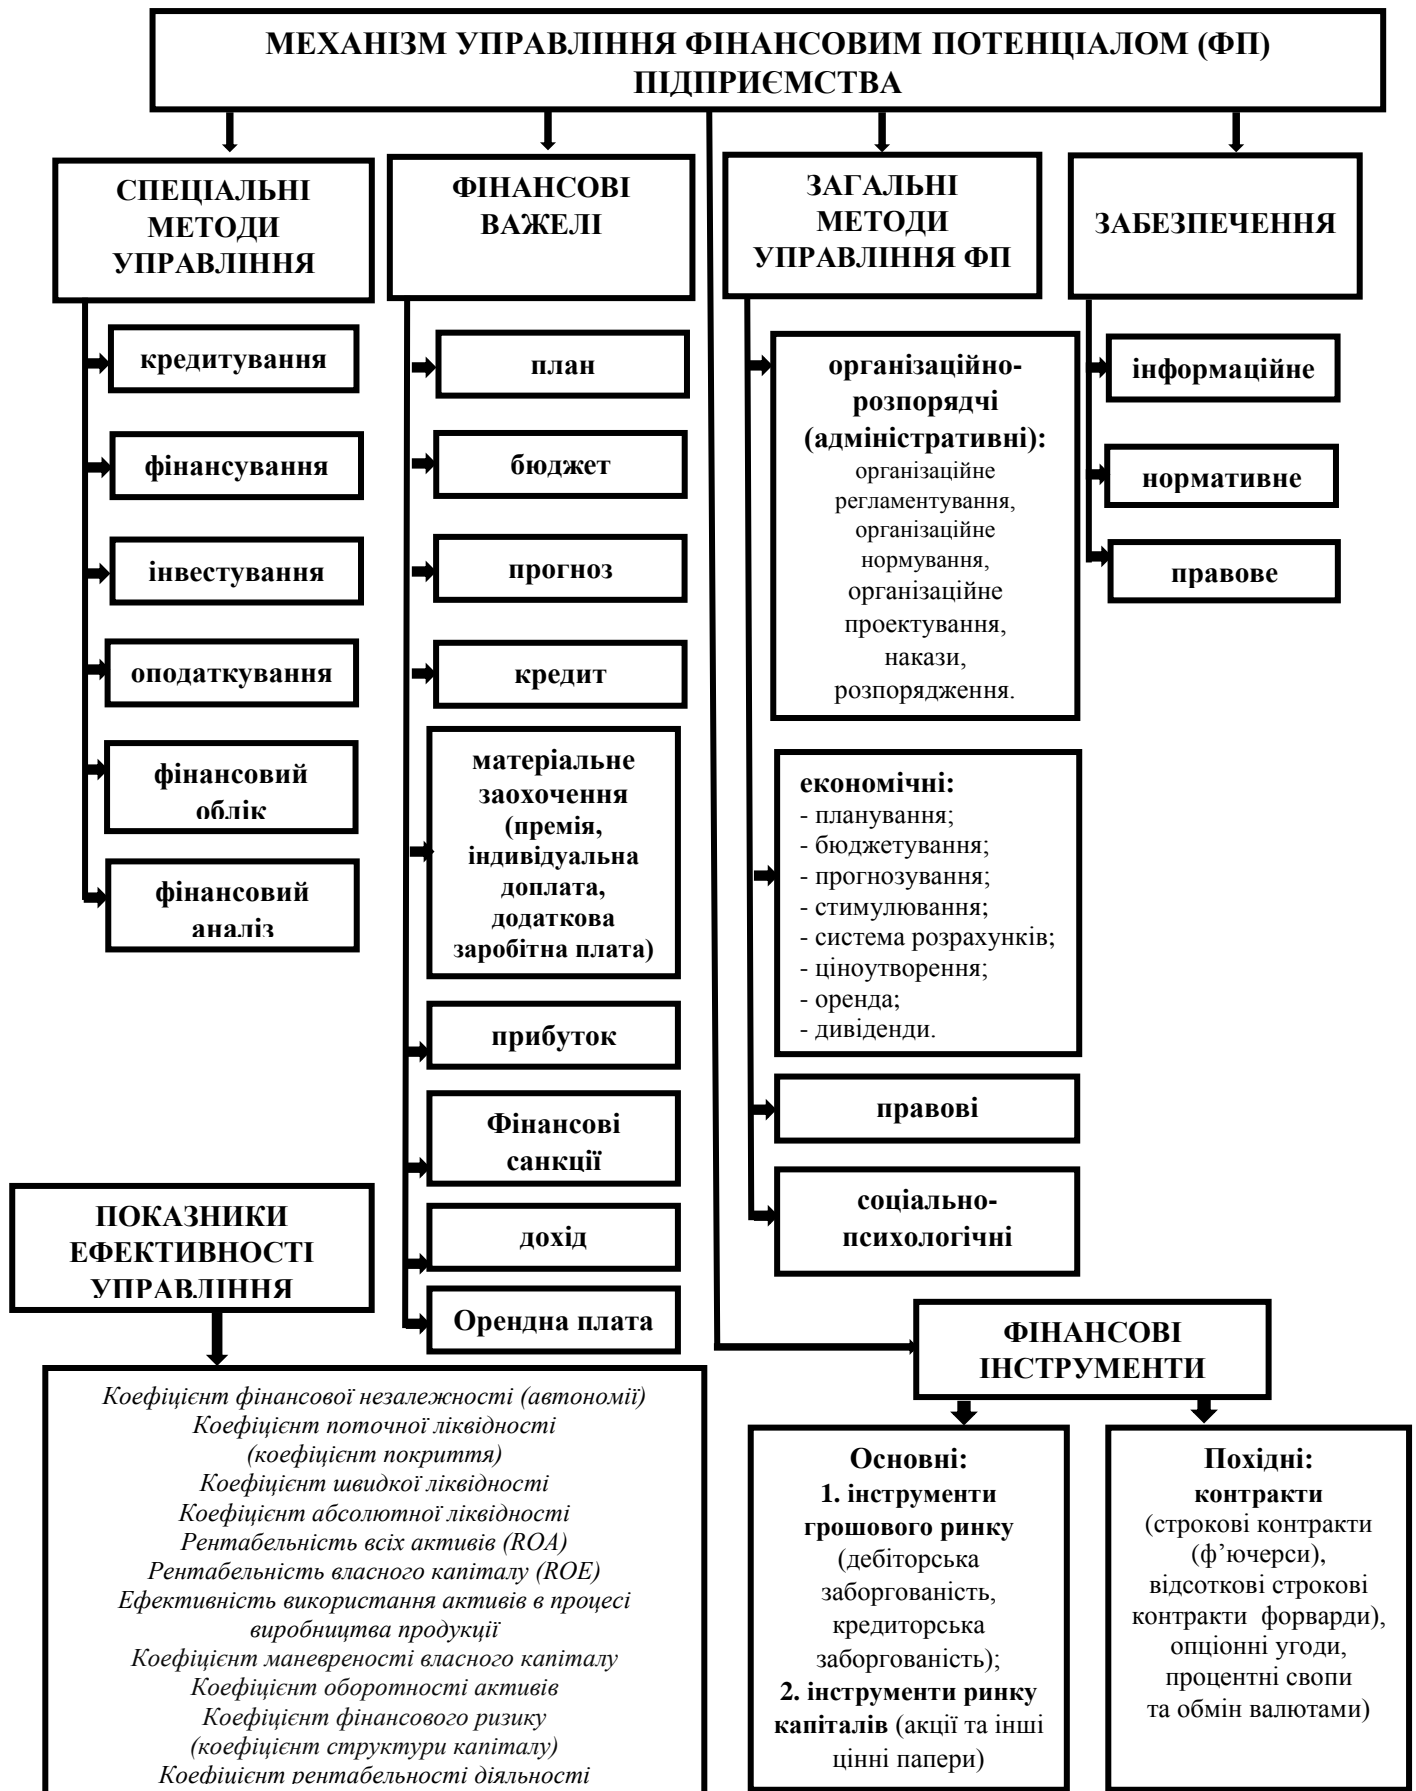 МЕХАНІЗМ УПРАВЛІННЯ ФІНАНСОВИМ ПОТЕНЦІАЛОМ (ФП)
ПІДПРИЄМСТВА
СПЕЦІАЛЬНІ
МЕТОДИ
УПРАВЛІННЯ
кредитування
фінансування
інвестування
оподаткування
фінансовий
облік
фінансовий
аналіз
ФІНАНСОВІ
ВАЖЕЛІ
план
бюджет
прогноз
кредит
матеріальне
заохочення
(премія,
індивідуальна
доплата,
додаткова
заробітна плата)
прибуток
Фінансові
санкції
дохід
Орендна плата
ЗАГАЛЬНІ
МЕТОДИ
УПРАВЛІННЯ ФП
організаційно-
розпорядчі
(адміністративні):
організаційне
регламентування,
організаційне
нормування,
організаційне
проектування,
накази,
розпорядження.
економічні:
- планування;
- бюджетування;
- прогнозування;
- стимулювання;
- система розрахунків;
- ціноутворення;
- оренда;
- дивіденди.
правові
соціально-
психологічні
ЗАБЕЗПЕЧЕННЯ
інформаційне
нормативне
правове
ПОКАЗНИКИ
ЕФЕКТИВНОСТІ
УПРАВЛІННЯ
Коефіцієнт фінансової незалежності (автономії)
Коефіцієнт поточної ліквідності
(коефіцієнт покриття)
Коефіцієнт швидкої ліквідності
Коефіцієнт абсолютної ліквідності
Рентабельність всіх активів (ROA)
Рентабельність власного капіталу (ROE)
Ефективність використання активів в процесі
виробництва продукції
Коефіцієнт маневреності власного капіталу
Коефіцієнт оборотності активів
Коефіцієнт фінансового ризику
(коефіцієнт структури капіталу)
Коефіцієнт рентабельності діяльності
ФІНАНСОВІ
ІНСТРУМЕНТИ
Основні:
1. інструменти
грошового ринку
(дебіторська
заборгованість,
кредиторська
заборгованість);
2. інструменти ринку
капіталів (акції та інші
цінні папери)
Похідні:
контракти
(строкові контракти
(ф’ючерси),
відсоткові строкові
контракти форварди),
опціонні угоди,
процентні свопи
та обмін валютами)